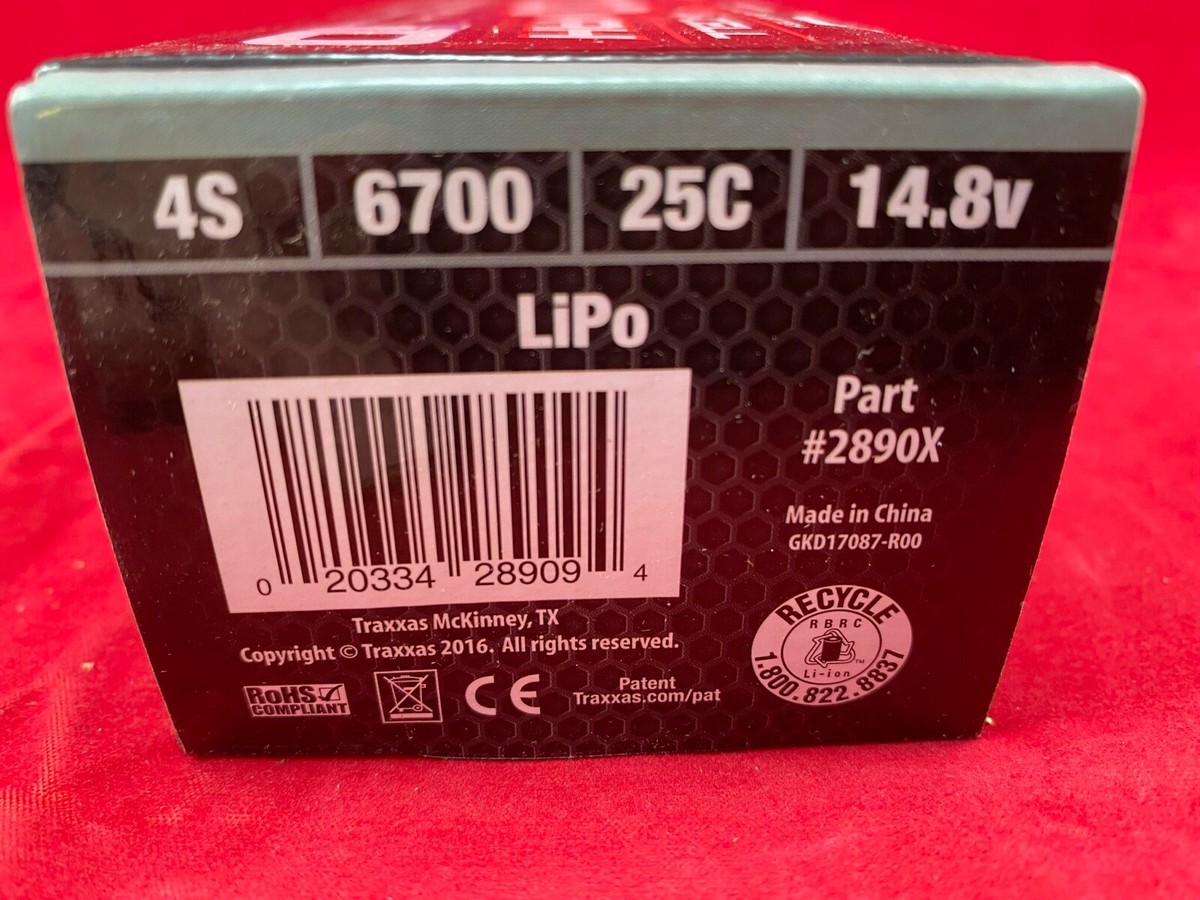 4S 6700 25C 14.8v
LiPo
Part
#2890X
Made in China
GKD17087-R00
0 20334 28909 4
Traxxas McKinney, TX
Copyright © Traxxas 2016. All rights reserved.
RoHS
COMPLIANT
CE
Patent
Traxxas.com/pat
RECYCLE
RBRC
Li-ion
TM
1.800.822.8837